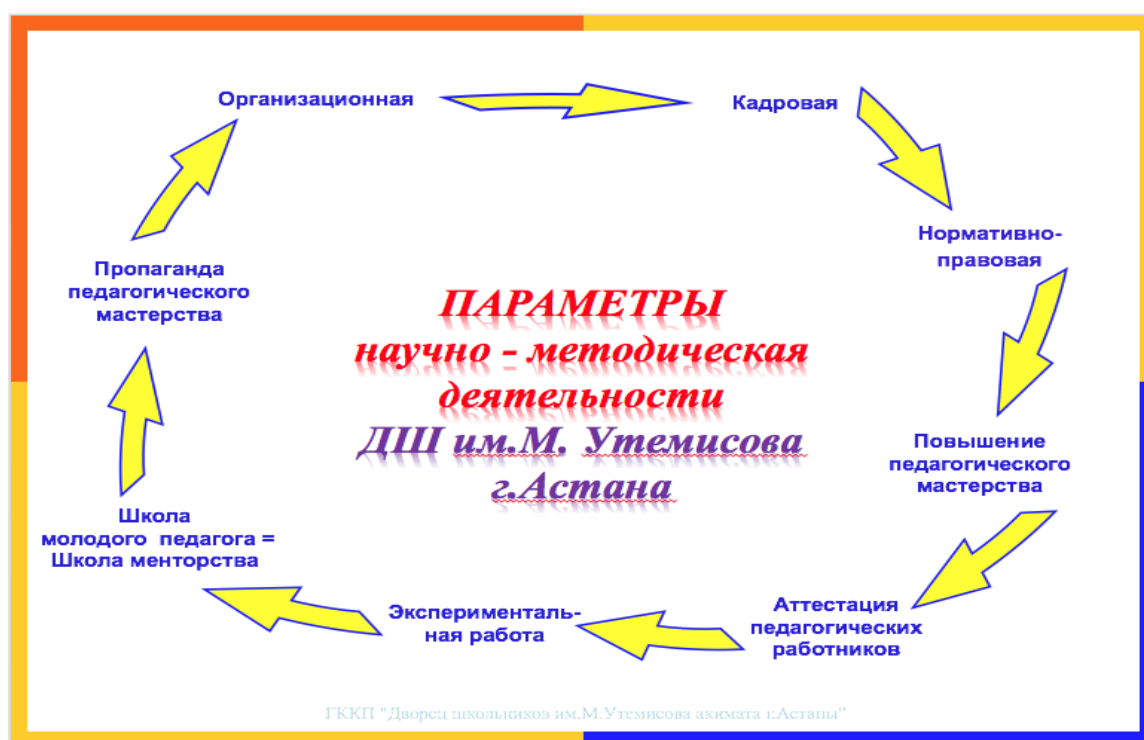 Организационная
Кадровая
Нормативно-
правовая
Повышение
педагогического
мастерства
Аттестация
педагогических
работников
Эксперименталь-
ная работа
Школа
молодого педагога =
Школа менторства
Пропаганда
педагогического
мастерства
ПАРАМЕТРЫ
научно - методическая
деятельности
ДШ им.М. Утемисова
г.Астана
ГККП "Дворец школьников им.М.Утемисова акимата г.Астаны"